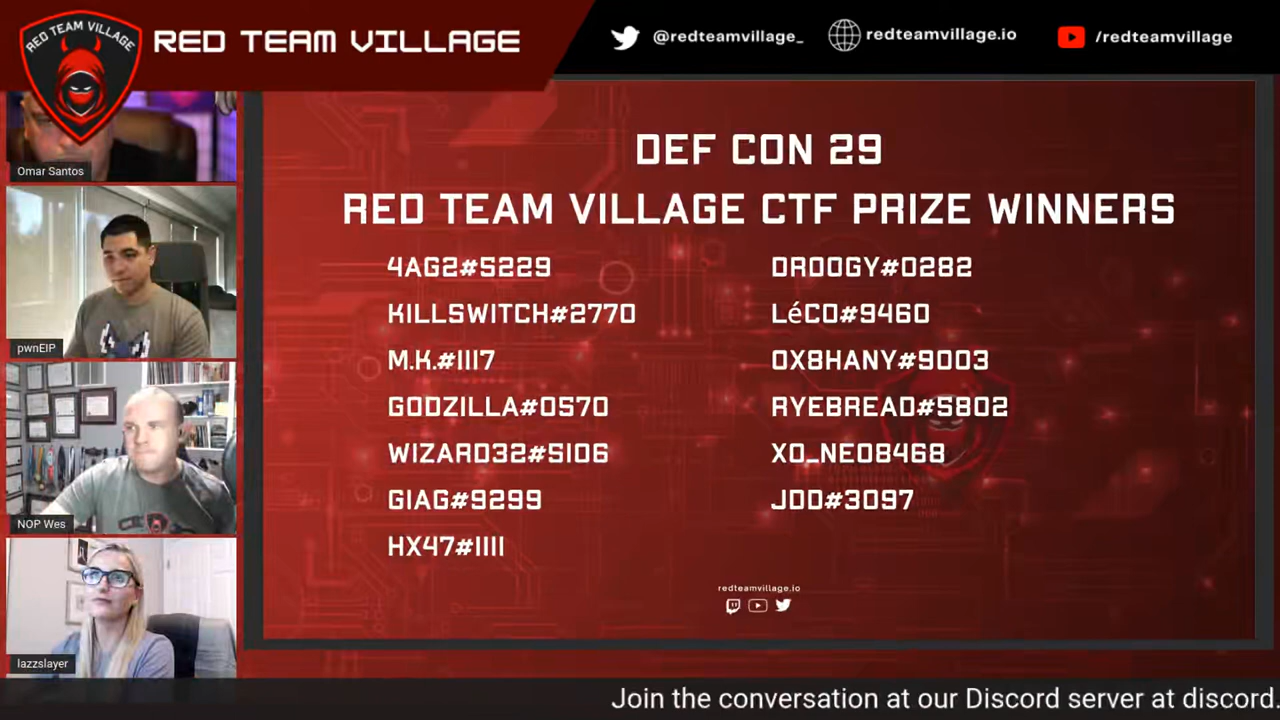 RED TEAM VILLAGE
RED TEAM VILLAGE
@redteamvillage_
redteamvillage.io
/redteamvillage
Omar Santos
pwnEIP
NOP Wes
lazzslayer
DEF CON 29
RED TEAM VILLAGE CTF PRIZE WINNERS
4AG2#5229
KILLSWITCH#2770
M.K.#1117
GODZILLA#0570
WIZARD32#5106
GIAG#9299
HX47#1111
DR00GY#0282
LéCO#9460
0X8HANY#9003
RYEBREAD#5802
X0_NEO8468
JDD#3097
redteamvillage.io
Join the conversation at our Discord server at discord.